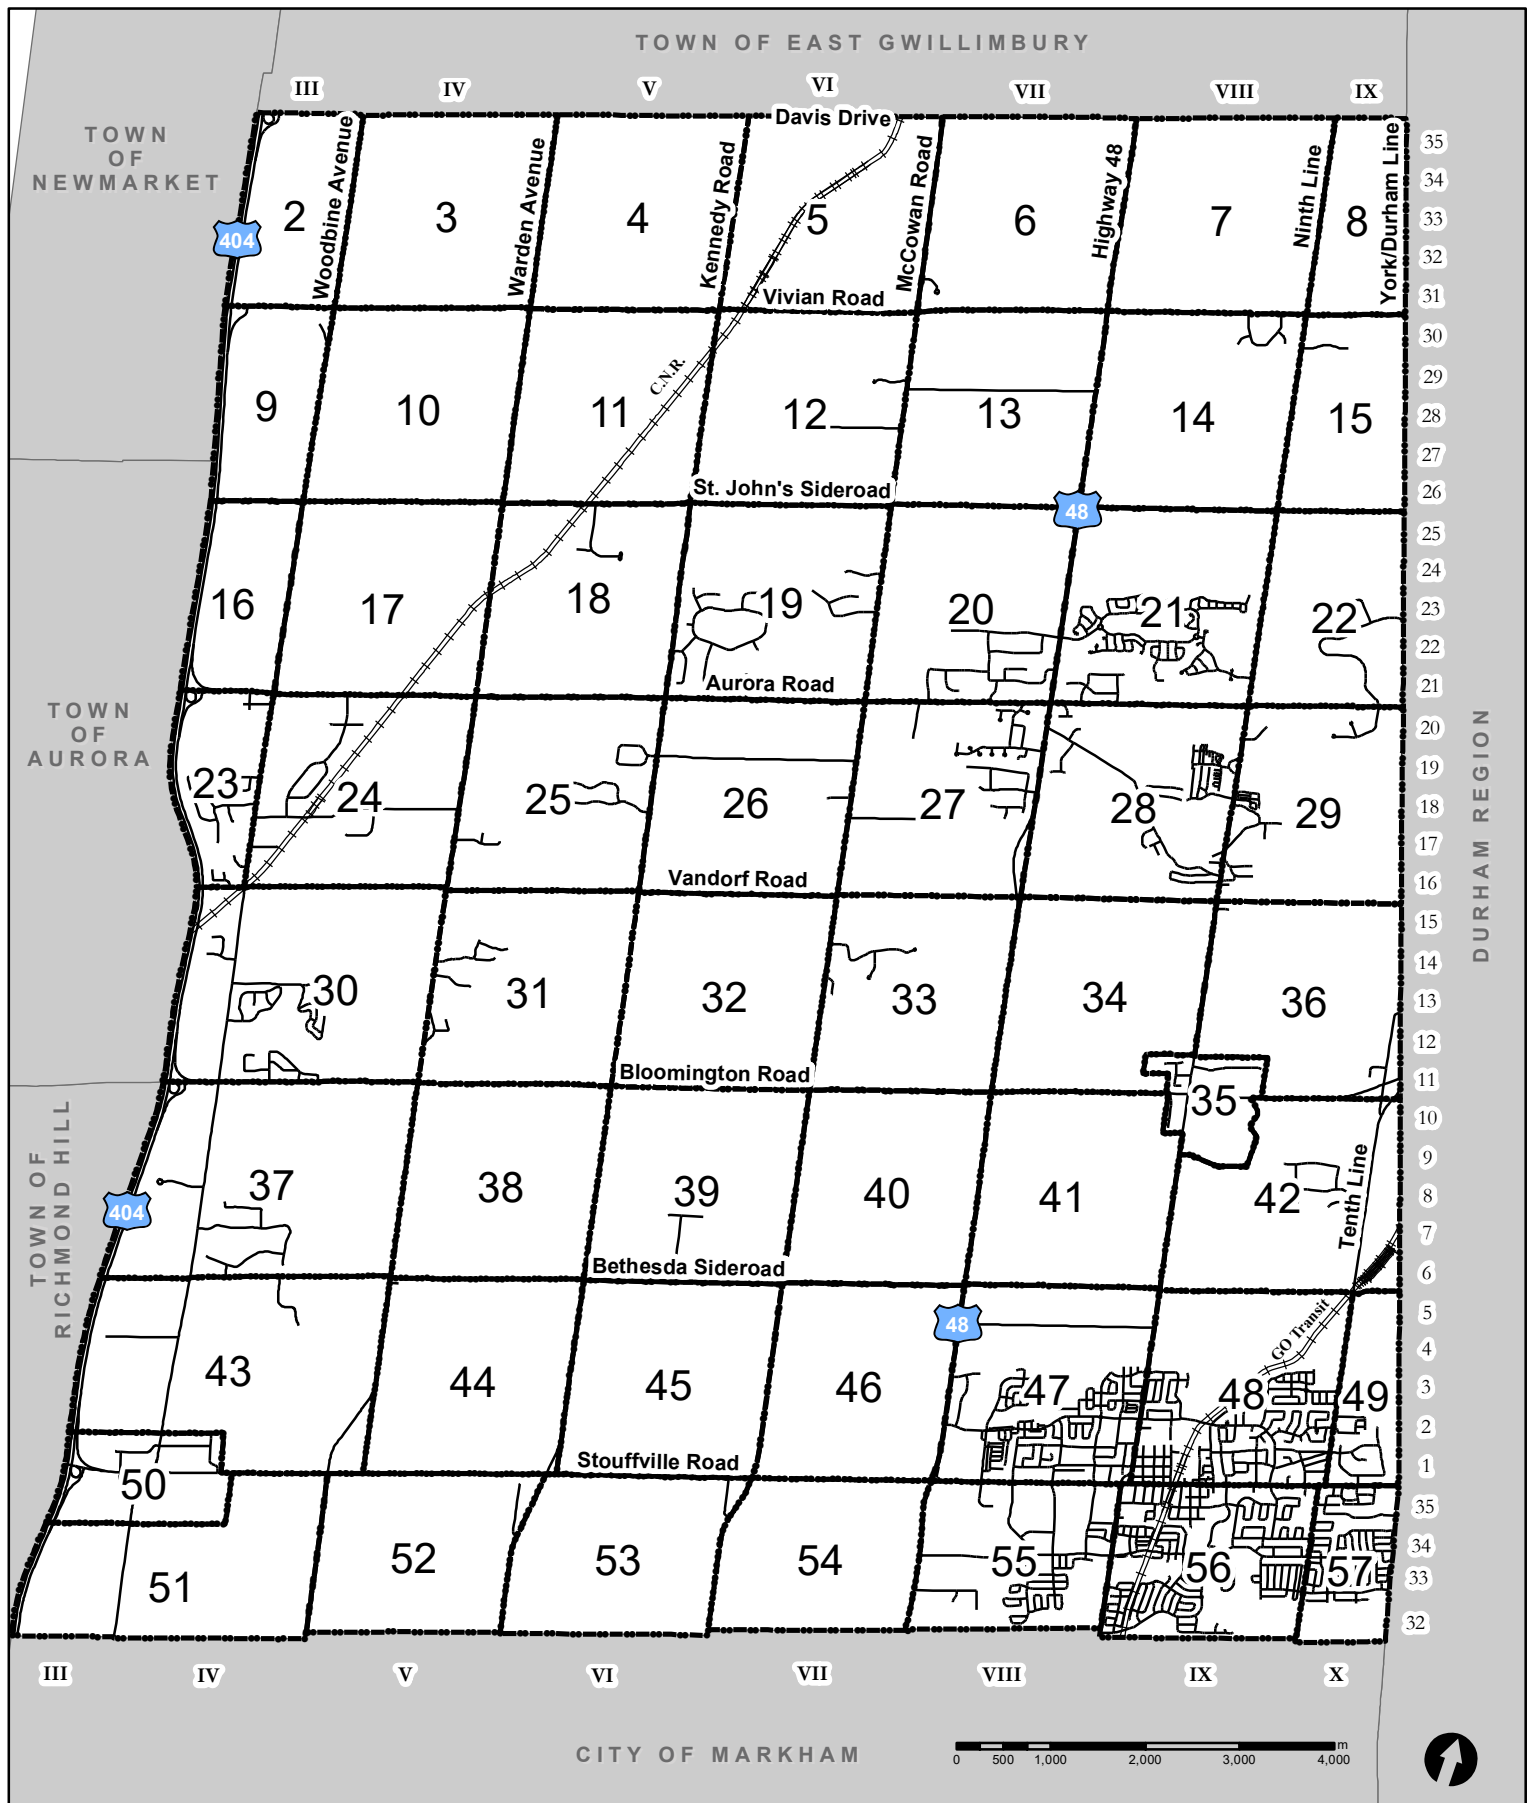 TOWN OF EAST GWILLIMBURY
III
IV
V
VI
VII
VIII
IX
Davis Drive
TOWN
OF
NEWMARKET
404
Woodbine Avenue
Warden Avenue
Kennedy Road
McCowan Road
Highway 48
Ninth Line
York/Durham Line
2
3
4
5
6
7
8
35
34
33
32
31
Vivian Road
C.N.R.
9
10
11
12
13
14
15
30
29
28
27
26
St. John's Sideroad
48
16
17
18
19
20
21
22
25
24
23
22
21
Aurora Road
TOWN
OF
AURORA
23
24
25
26
27
28
29
20
19
18
17
16
Vandorf Road
DURHAM REGION
30
31
32
33
34
36
15
14
13
12
11
Bloomington Road
35
TOWN OF
RICHMOND HILL
404
37
38
39
40
41
42
Tenth Line
10
9
8
7
6
Bethesda Sideroad
48
GO Transit
43
44
45
46
47
48
49
5
4
3
2
1
Stouffville Road
50
51
52
53
54
55
56
57
35
34
33
32
III
IV
V
VI
VII
VIII
IX
X
CITY OF MARKHAM
m
0 500 1,000 2,000 3,000 4,000